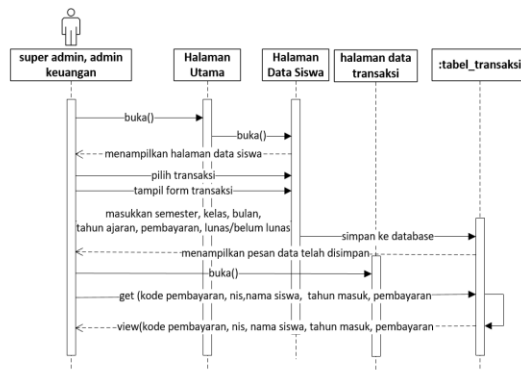 super admin, admin
keuangan
Halaman
Utama
Halaman
Data Siswa
halaman data
transaksi
:tabel_transaksi
buka()
buka()
menampilkan halaman data siswa
pilih transaksi
tampil form transaksi
masukkan semester, kelas, bulan,
tahun ajaran, pembayaran, lunas/belum lunas
simpan ke database
menampilkan pesan data telah disimpan
buka()
get (kode pembayaran, nis,nama siswa, tahun masuk, pembayaran
view(kode pembayaran, nis, nama siswa, tahun masuk, pembayaran